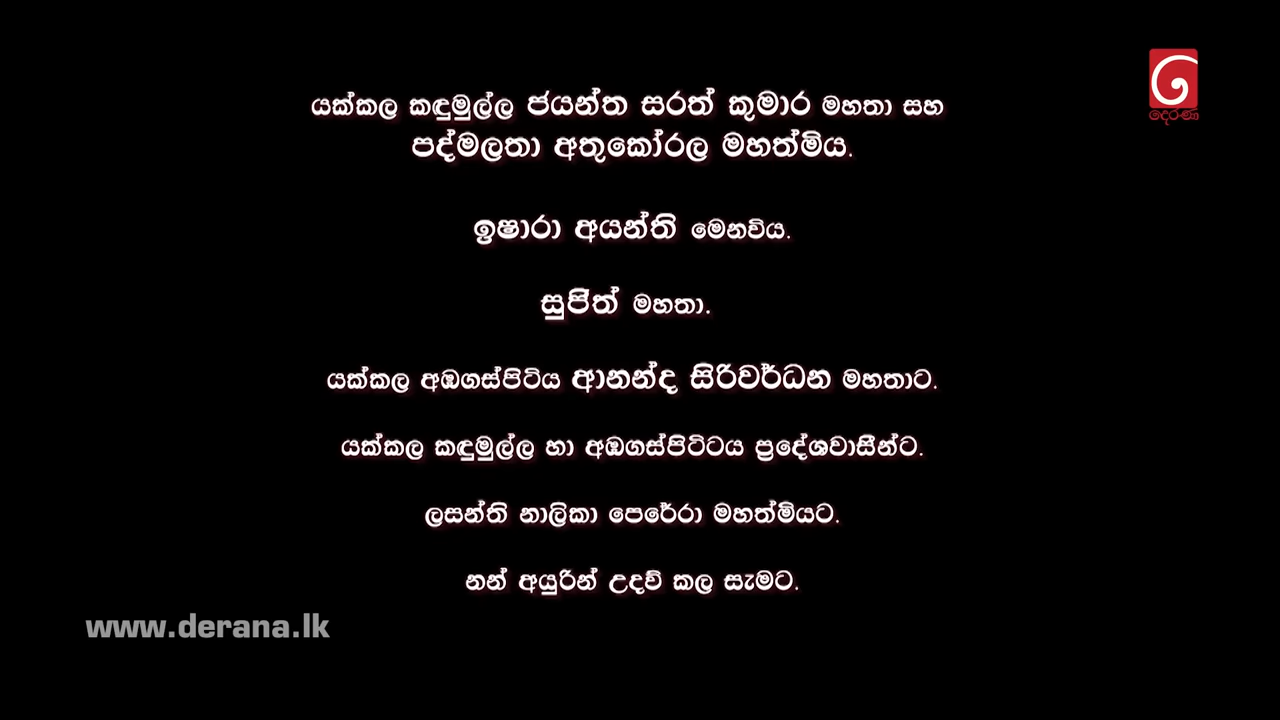 යක්කල කඳුමුල්ල ජයන්ත සරත් කුමාර මහතා සහ
පද්මලතා අතුකෝරල මහත්මිය.
ඉෂාරා අයන්ති මෙනවිය.
සුජිත් මහතා.
යක්කල අඹගස්පිටිය ආනන්ද සිරිවර්ධන මහතාට.
යක්කල කඳුමුල්ල හා අඹගස්පිටිටය ප්‍රදේශවාසීන්ට.
ලසන්ති නාලිකා පෙරේරා මහත්මියට.
නන් අයුරින් උදව් කල සැමට.
දෙරණ
www.derana.lk